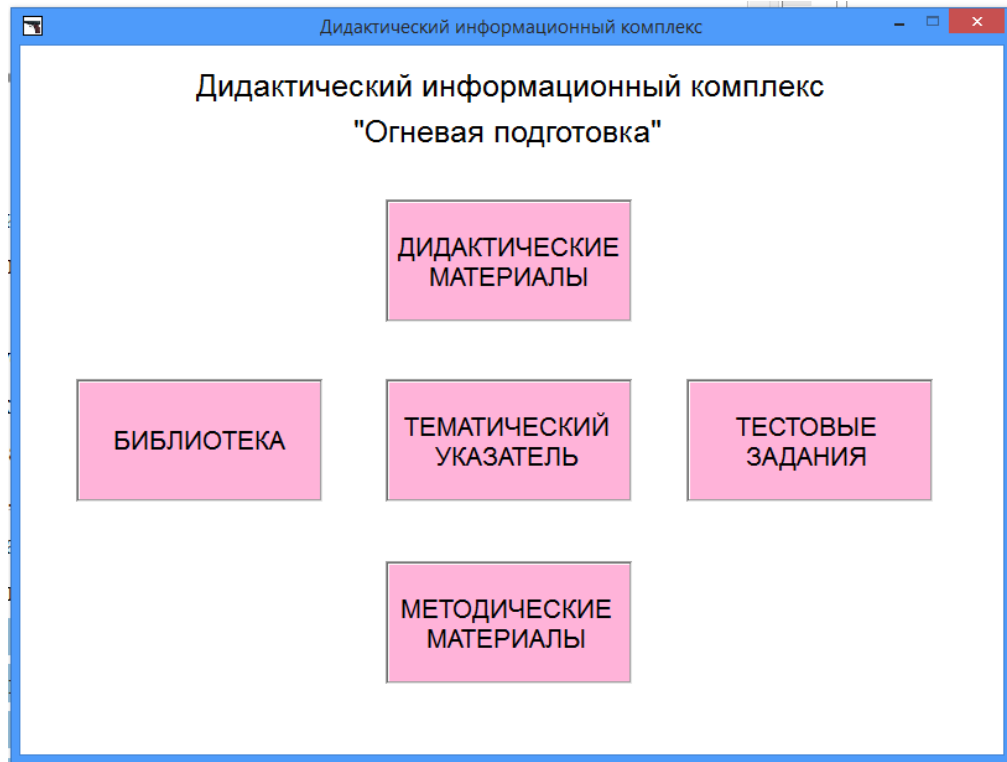 Дидактический информационный комплекс
Дидактический информационный комплекс
"Огневая подготовка"
ДИДАКТИЧЕСКИЕ
МАТЕРИАЛЫ
БИБЛИОТЕКА
ТЕМАТИЧЕСКИЙ
УКАЗАТЕЛЬ
ТЕСТОВЫЕ
ЗАДАНИЯ
МЕТОДИЧЕСКИЕ
МАТЕРИАЛЫ